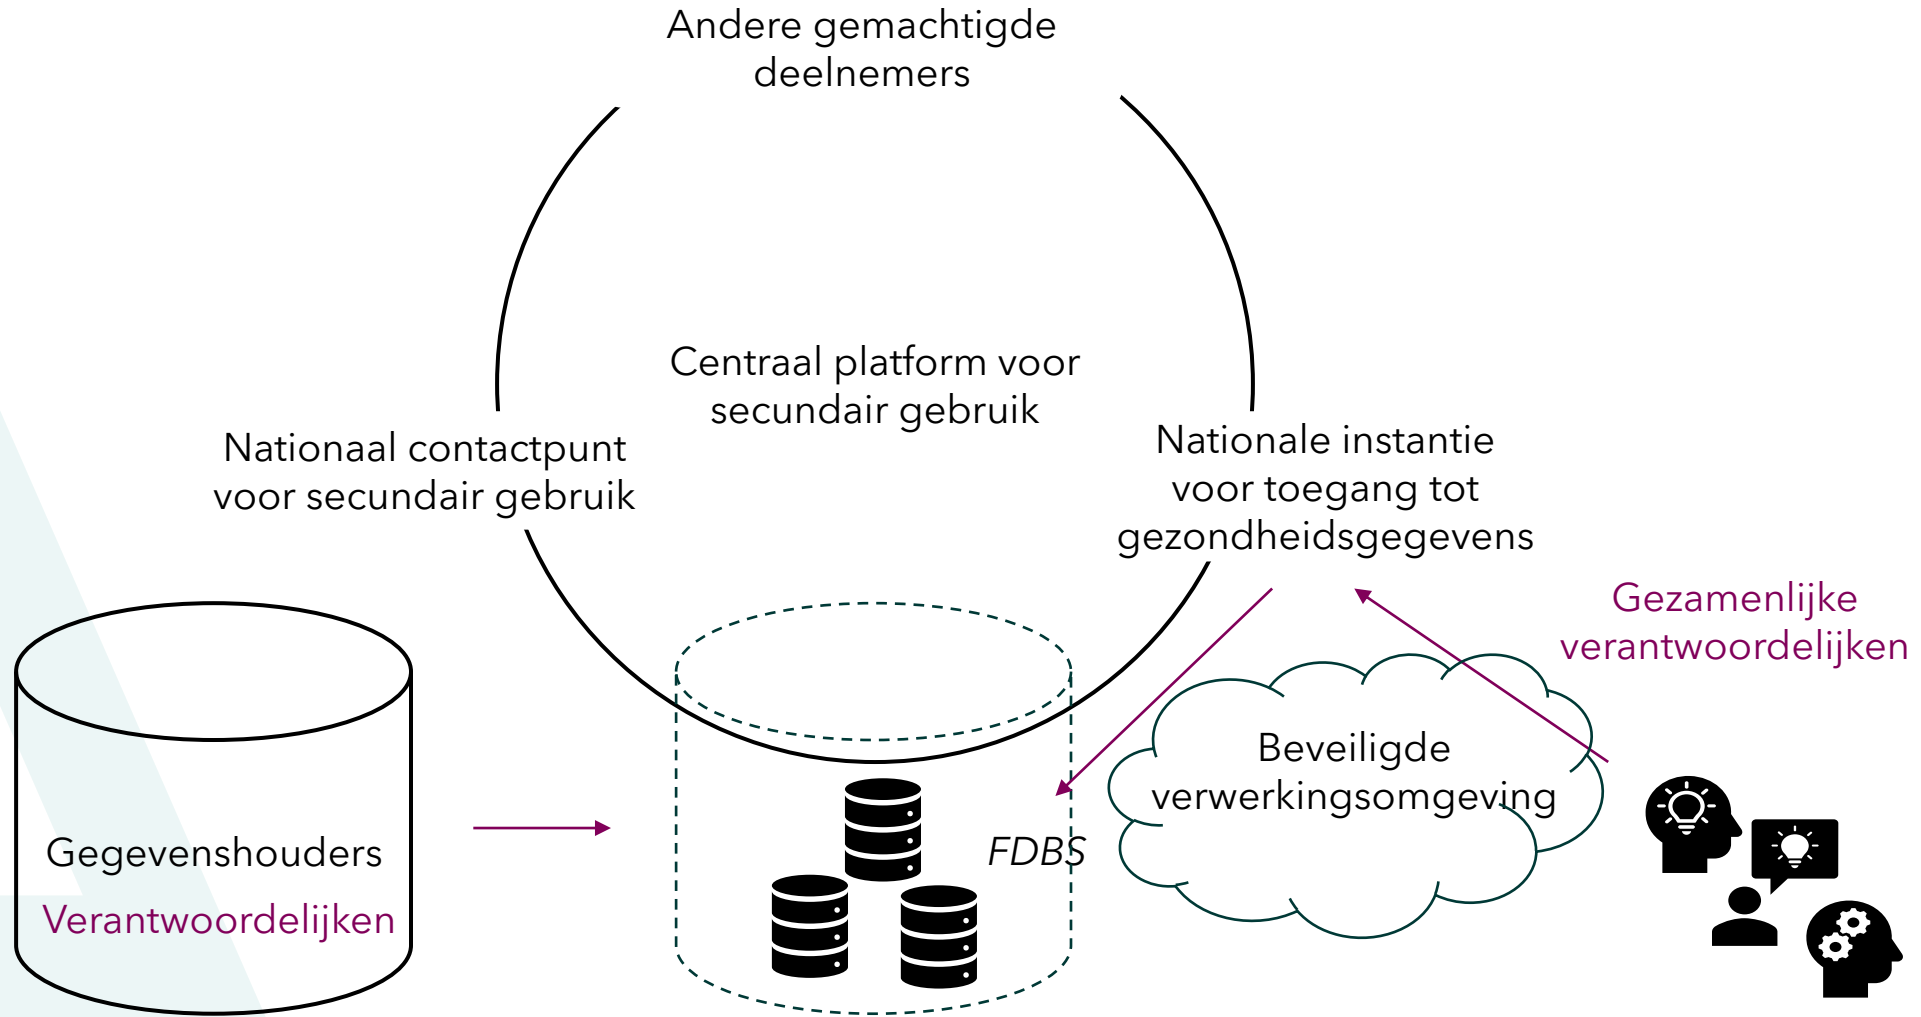 Andere gemachtigde
deelnemers
Centraal platform voor
secundair gebruik
Nationaal contactpunt
voor secundair gebruik
Nationale instantie
voor toegang tot
gezondheidsgegevens
Gezamenlijke
verantwoordelijken
Beveiligde
verwerkingsomgeving
Gegevenshouders
Verantwoordelijken
FDBS